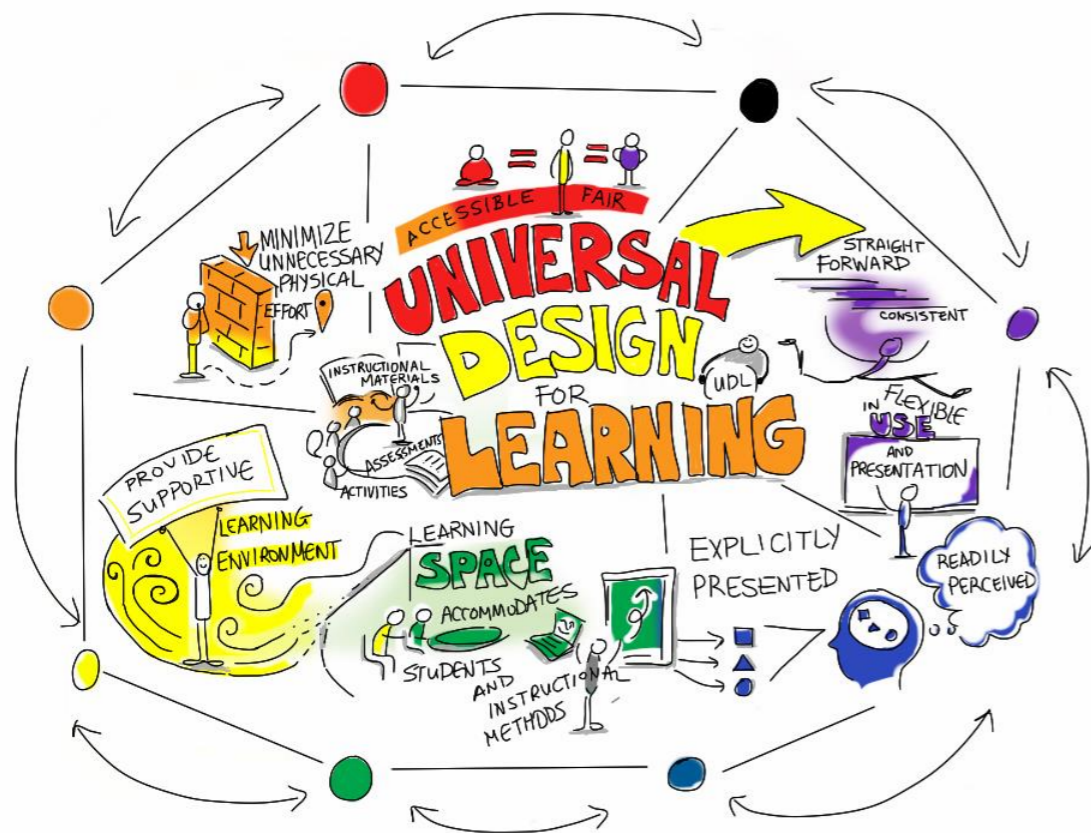 ACCESSIBLE FAIR
UNIVERSAL
DESIGN
FOR
LEARNING
UDL
STRAIGHT
FORWARD
CONSISTENT
FLEXIBLE
IN USE
AND
PRESENTATION
READILY
PERCEIVED
EXPLICITLY
PRESENTED
LEARNING
SPACE
ACCOMMODATES
STUDENTS
AND
INSTRUCTIONAL
METHODS
PROVIDE
SUPPORTIVE
LEARNING
ENVIRONMENT
MINIMIZE
UNNECESSARY
PHYSICAL
EFFORT
INSTRUCTIONAL
MATERIALS
ASSESSMENTS
ACTIVITIES